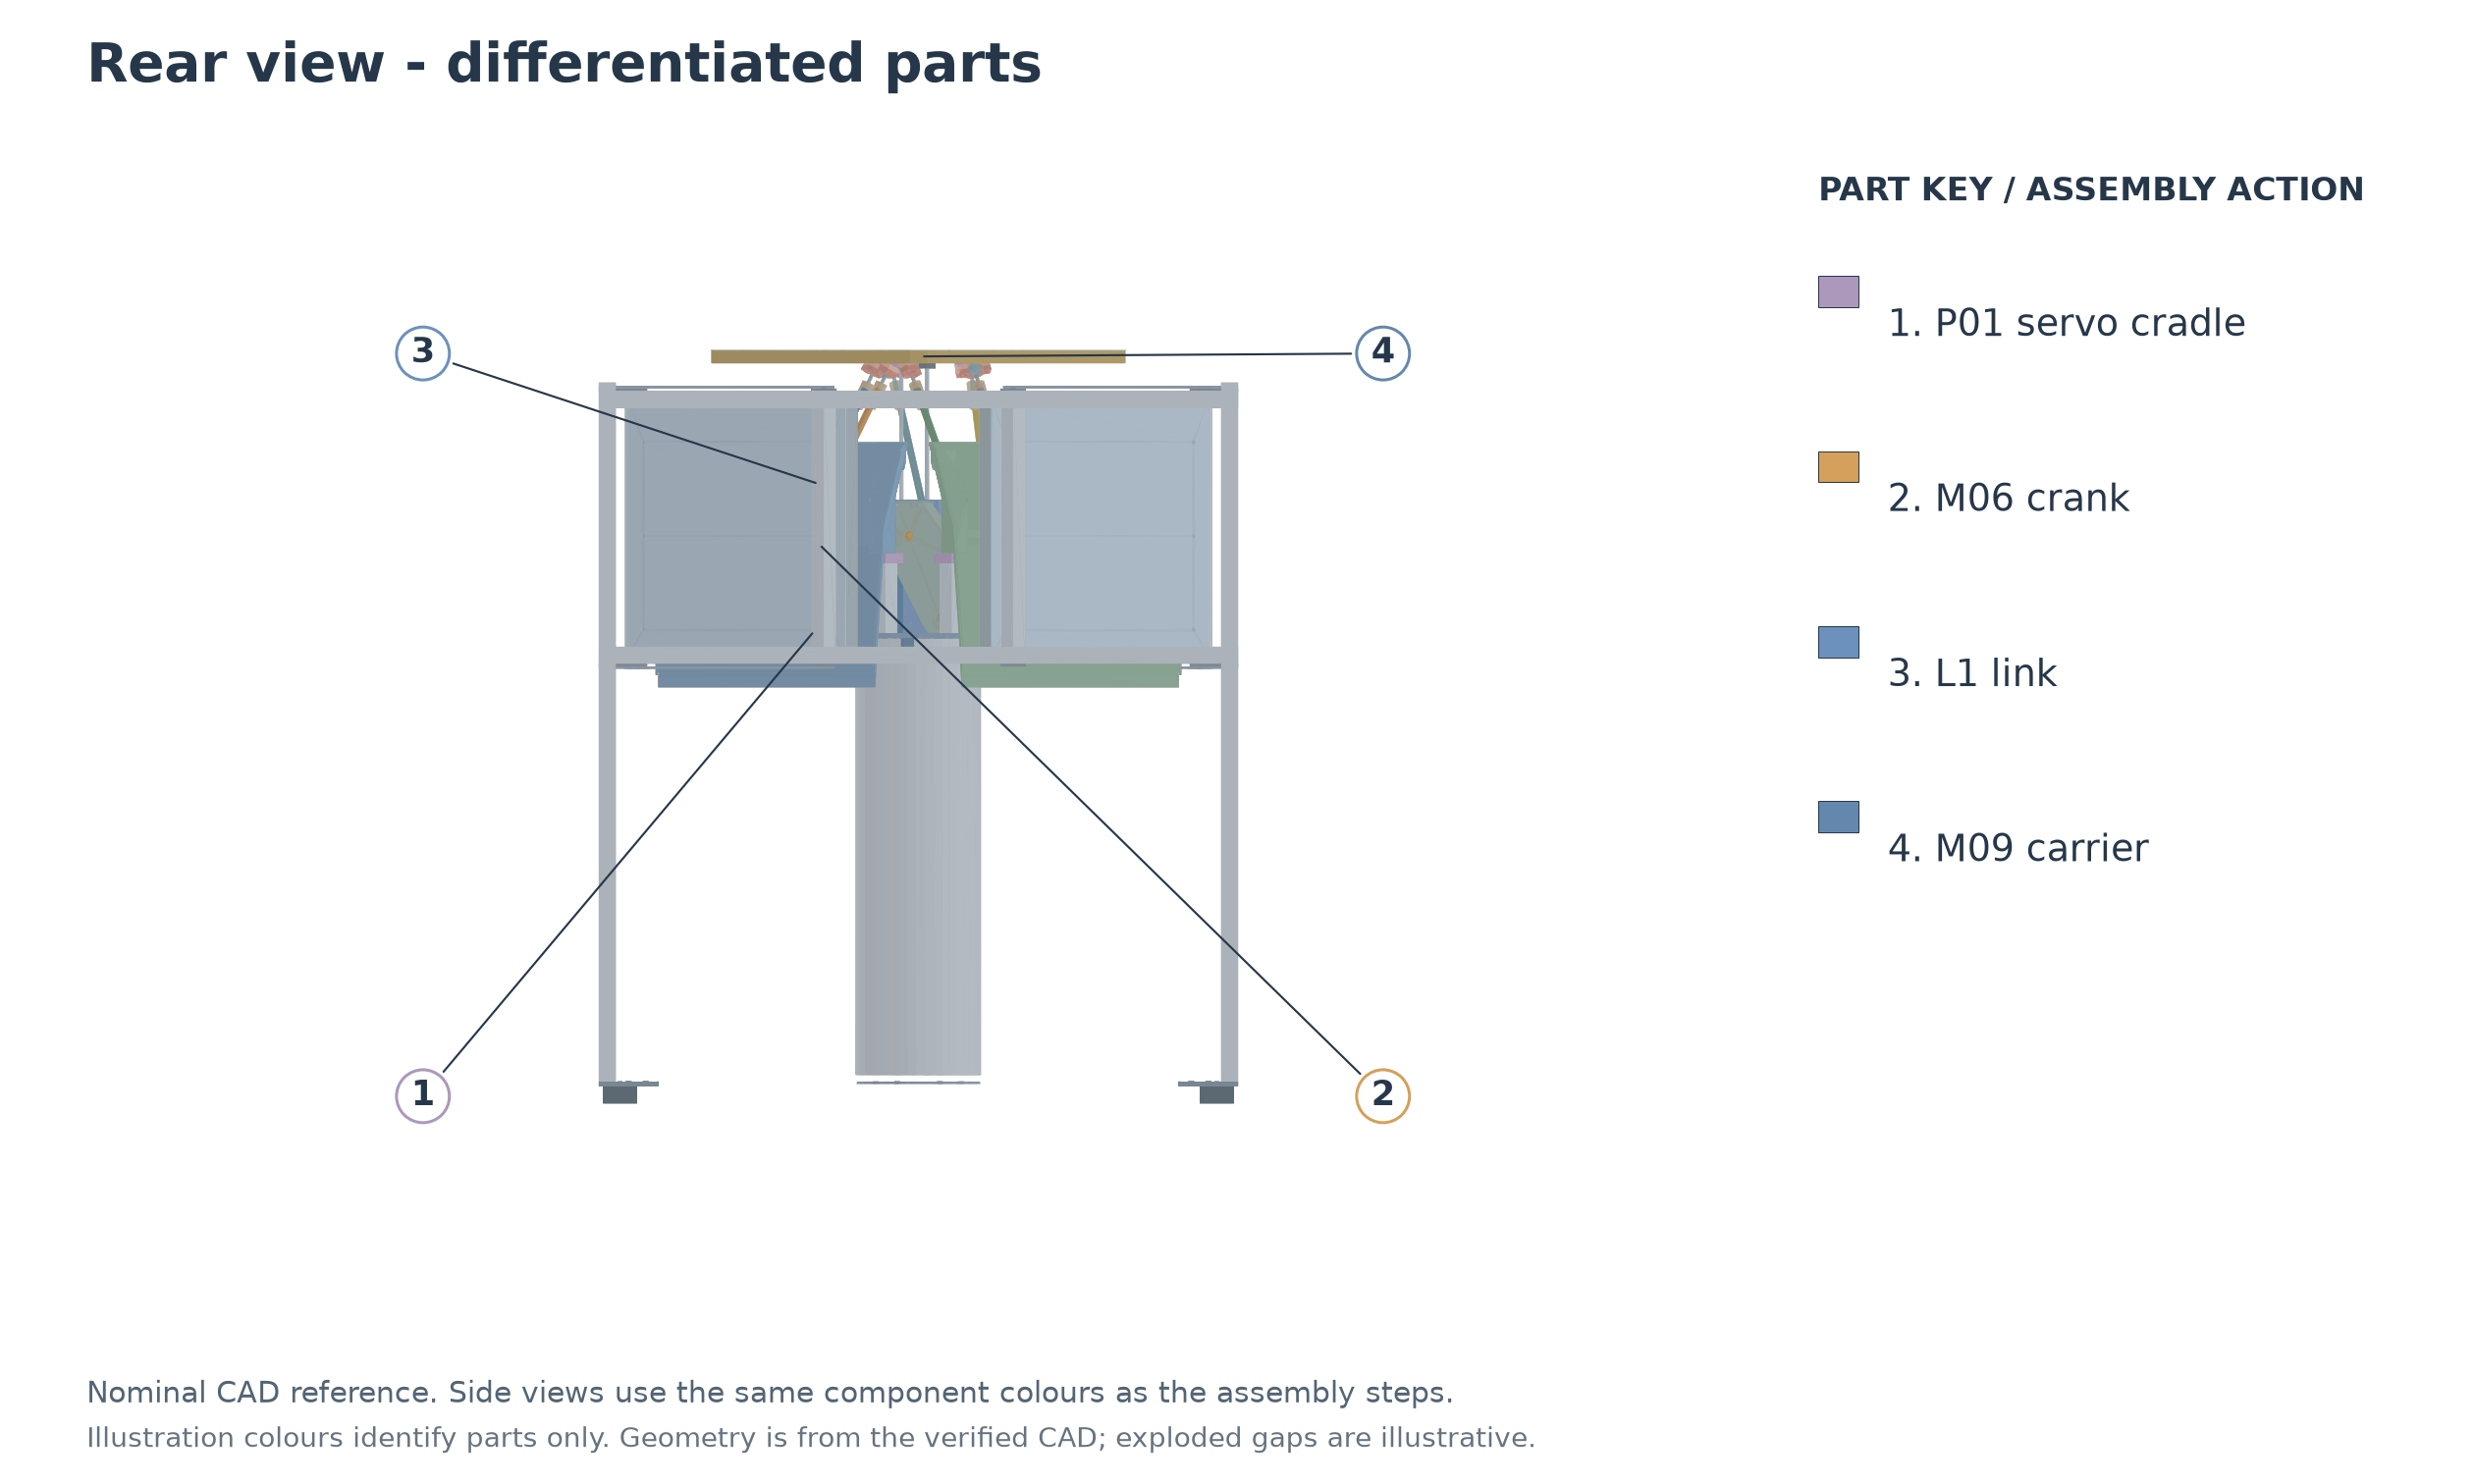 Rear view - differentiated parts
PART KEY / ASSEMBLY ACTION
1. P01 servo cradle
2. M06 crank
3. L1 link
4. M09 carrier
3
4
1
2
Nominal CAD reference. Side views use the same component colours as the assembly steps.
Illustration colours identify parts only. Geometry is from the verified CAD; exploded gaps are illustrative.